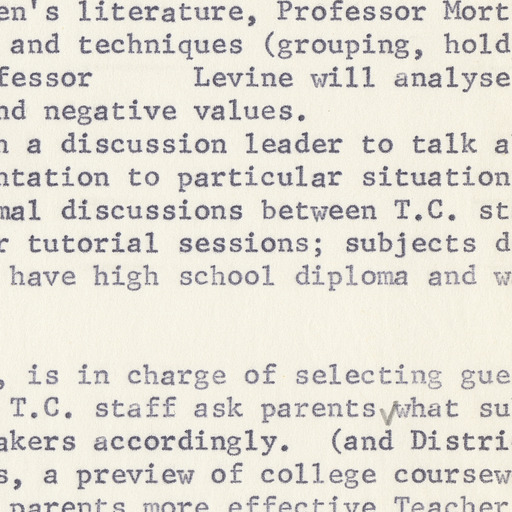 en's literature, Professor Mort
and techniques (grouping, hold
fessor Levine will analyse
nd negative values.
n a discussion leader to talk a
ntation to particular situation
mal discussions between T.C. st
r tutorial sessions; subjects d
have high school diploma and w
, is in charge of selecting gue
T.C. staff ask parents what su
akers accordingly. (and Distri
s, a preview of college coursew
parents more effective Teacher